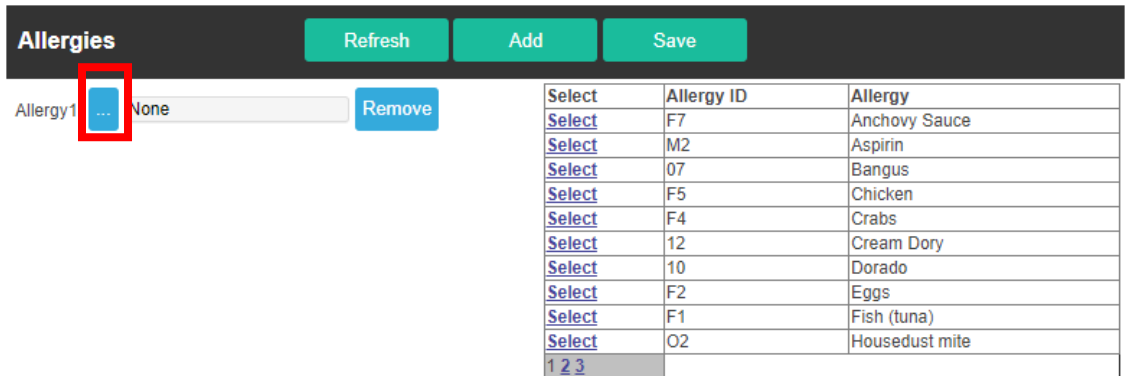 Allergies Refresh Add Save
Allergy1 ... None Remove
Select Allergy ID Allergy
Select F7 Anchovy Sauce
Select M2 Aspirin
Select 07 Bangus
Select F5 Chicken
Select F4 Crabs
Select 12 Cream Dory
Select 10 Dorado
Select F2 Eggs
Select F1 Fish (tuna)
Select O2 Housedust mite
1 2 3